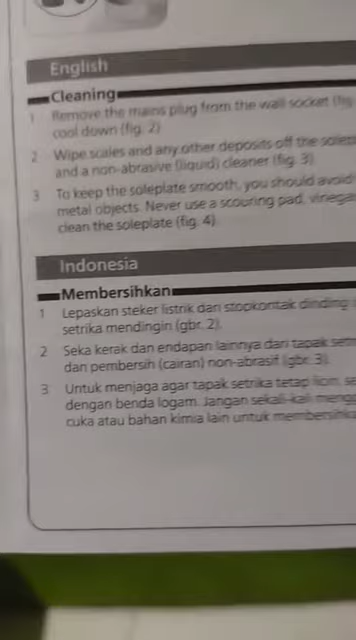 English
Cleaning
1 Remove the mains plug from the wall socket (fig
cool down (fig. 2).
2 Wipe scales and any other deposits off the
and a non-abrasive (liquid) cleaner (fig. 3).
3 To keep the soleplate smooth, you should avoid
metal objects. Never use a scouring pad,
clean the soleplate (fig. 4).
Indonesia
Membersihkan
1 Lepaskan steker listrik dari stopkontak dinding
setrika mendingin (gbr. 2).
2 Seka kerak dan endapan lainnya dari tapak
dan pembersih (cairan) non-abrasif (gbr. 3).
3 Untuk menjaga agar tapak setrika tetap licin,
dengan benda logam. Jangan sekali-kali
cuka atau bahan kimia lain untuk